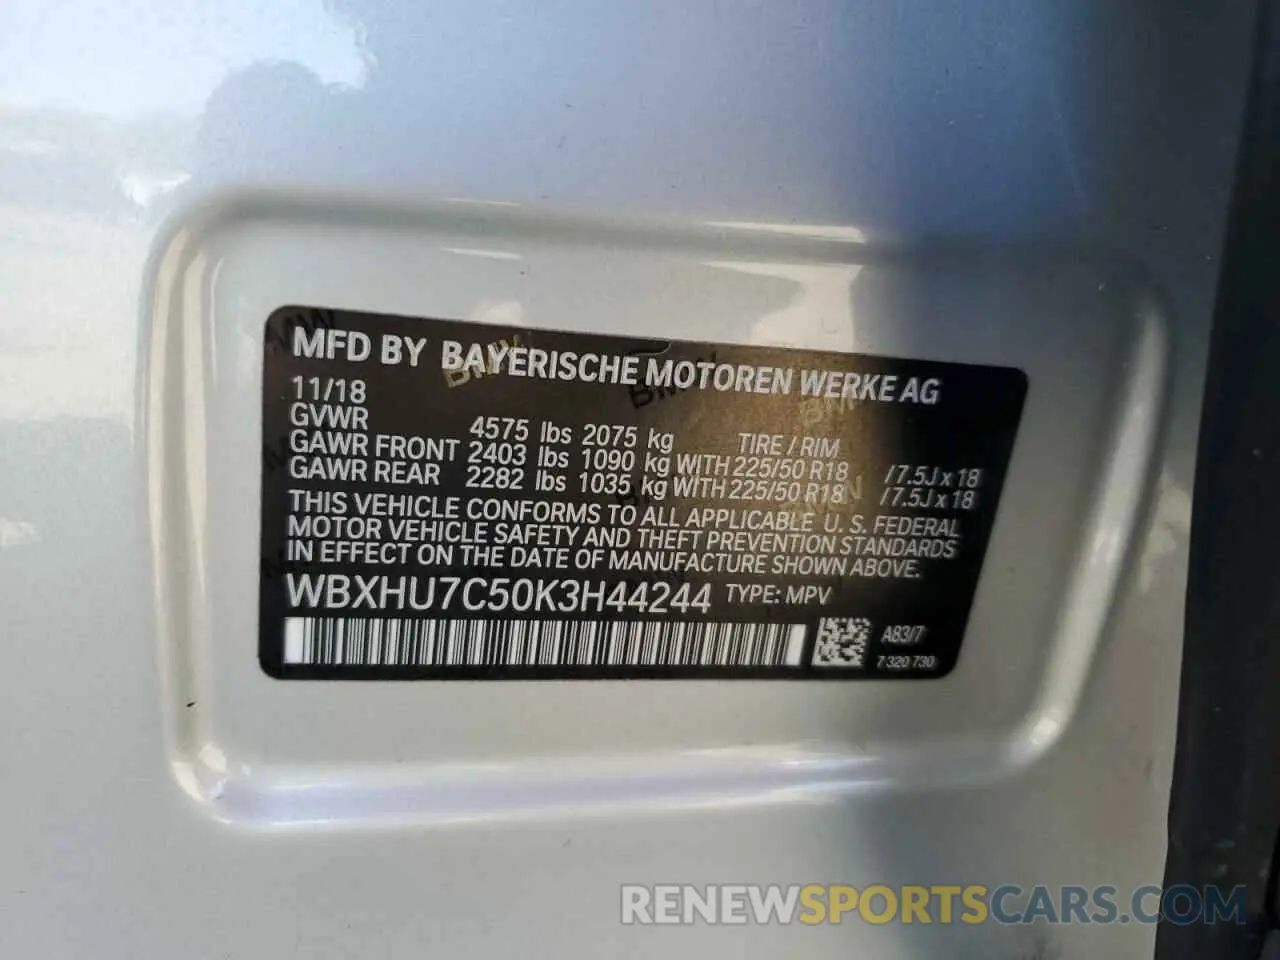 MFD BY BAYERISCHE MOTOREN WERKE AG
11/18
GVWR 4575 lbs 2075 kg TIRE / RIM
GAWR FRONT 2403 lbs 1090 kg WITH 225/50 R18 /7.5J x 18
GAWR REAR 2282 lbs 1035 kg WITH 225/50 R18 /7.5J x 18
THIS VEHICLE CONFORMS TO ALL APPLICABLE U. S. FEDERAL
MOTOR VEHICLE SAFETY AND THEFT PREVENTION STANDARDS
IN EFFECT ON THE DATE OF MANUFACTURE SHOWN ABOVE.
WBXHU7C50K3H44244 TYPE: MPV
A83/7
7 320 730
RENEWSPORTSCARS.COM